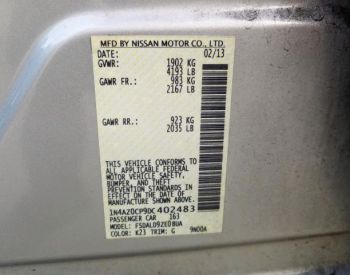 MFD BY NISSAN MOTOR CO., LTD.
DATE: 02/13
GVWR: 1902 KG
4193 LB
GAWR FR.: 983 KG
2167 LB
GAWR RR.: 923 KG
2035 LB
THIS VEHICLE CONFORMS TO
ALL APPLICABLE FEDERAL
MOTOR VEHICLE SAFETY,
BUMPER, AND THEFT
PREVENTION STANDARDS
IN EFFECT ON THE DATE OF
MANUFACTURE SHOWN ABOVE.
1N4AZ0CP9DC402483
PASSENGER CAR 163
MODEL: FSDALD9ZE0BUA
COLOR: K23 TRIM: G 9N00A